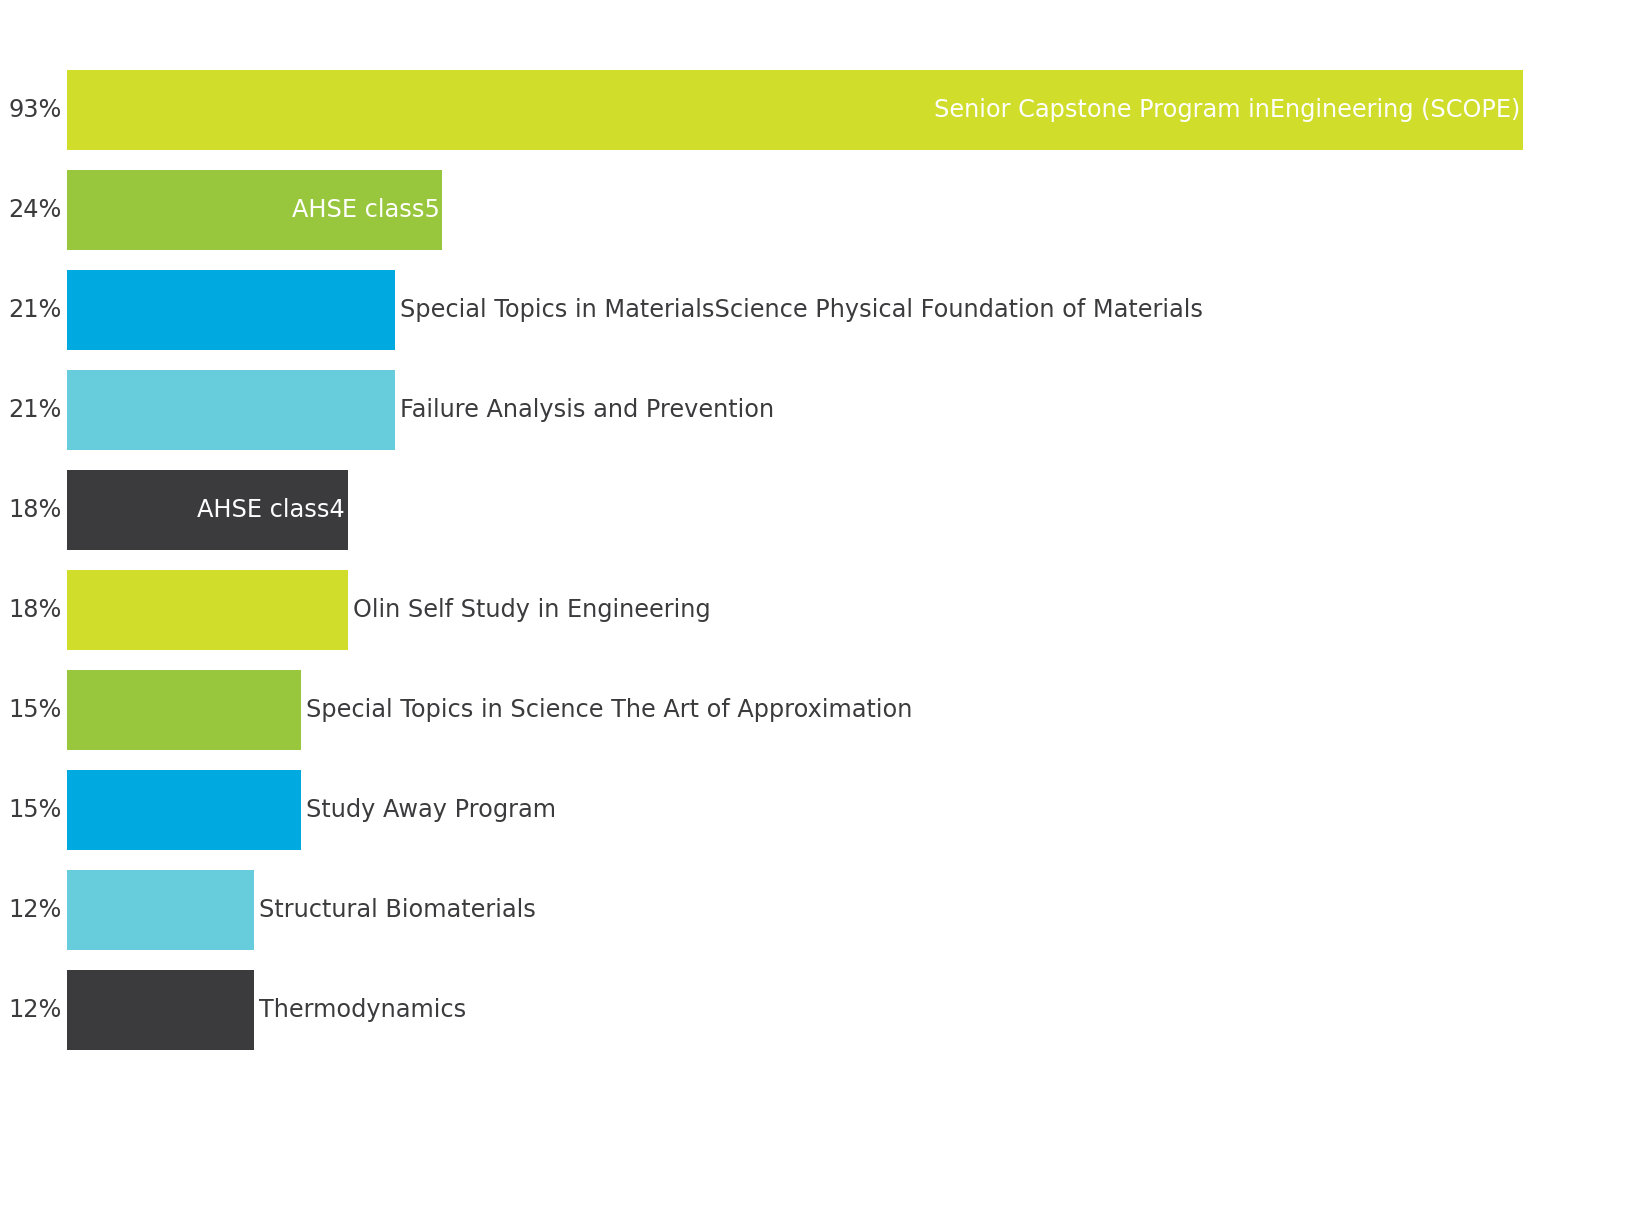 93% Senior Capstone Program inEngineering (SCOPE)
24% AHSE class5
21% Special Topics in MaterialsScience Physical Foundation of Materials
21% Failure Analysis and Prevention
18% AHSE class4
18% Olin Self Study in Engineering
15% Special Topics in Science The Art of Approximation
15% Study Away Program
12% Structural Biomaterials
12% Thermodynamics